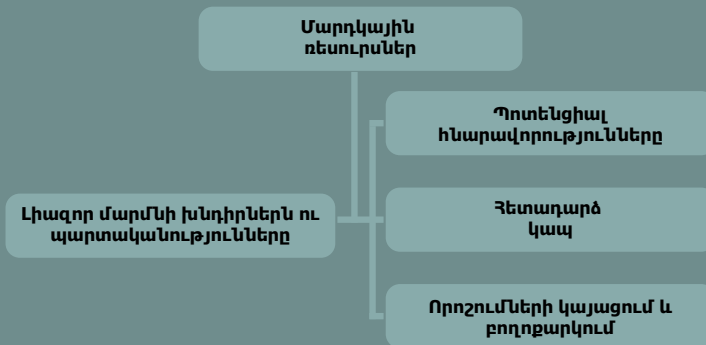 Մարդկային
ռեսուրսներ
Պոտենցիալ
հնարավորությունները
Լիազոր մարմնի խնդիրներն ու
պարտականությունները
Հետադարձ
կապ
Որոշումների կայացում և
բողոքարկում